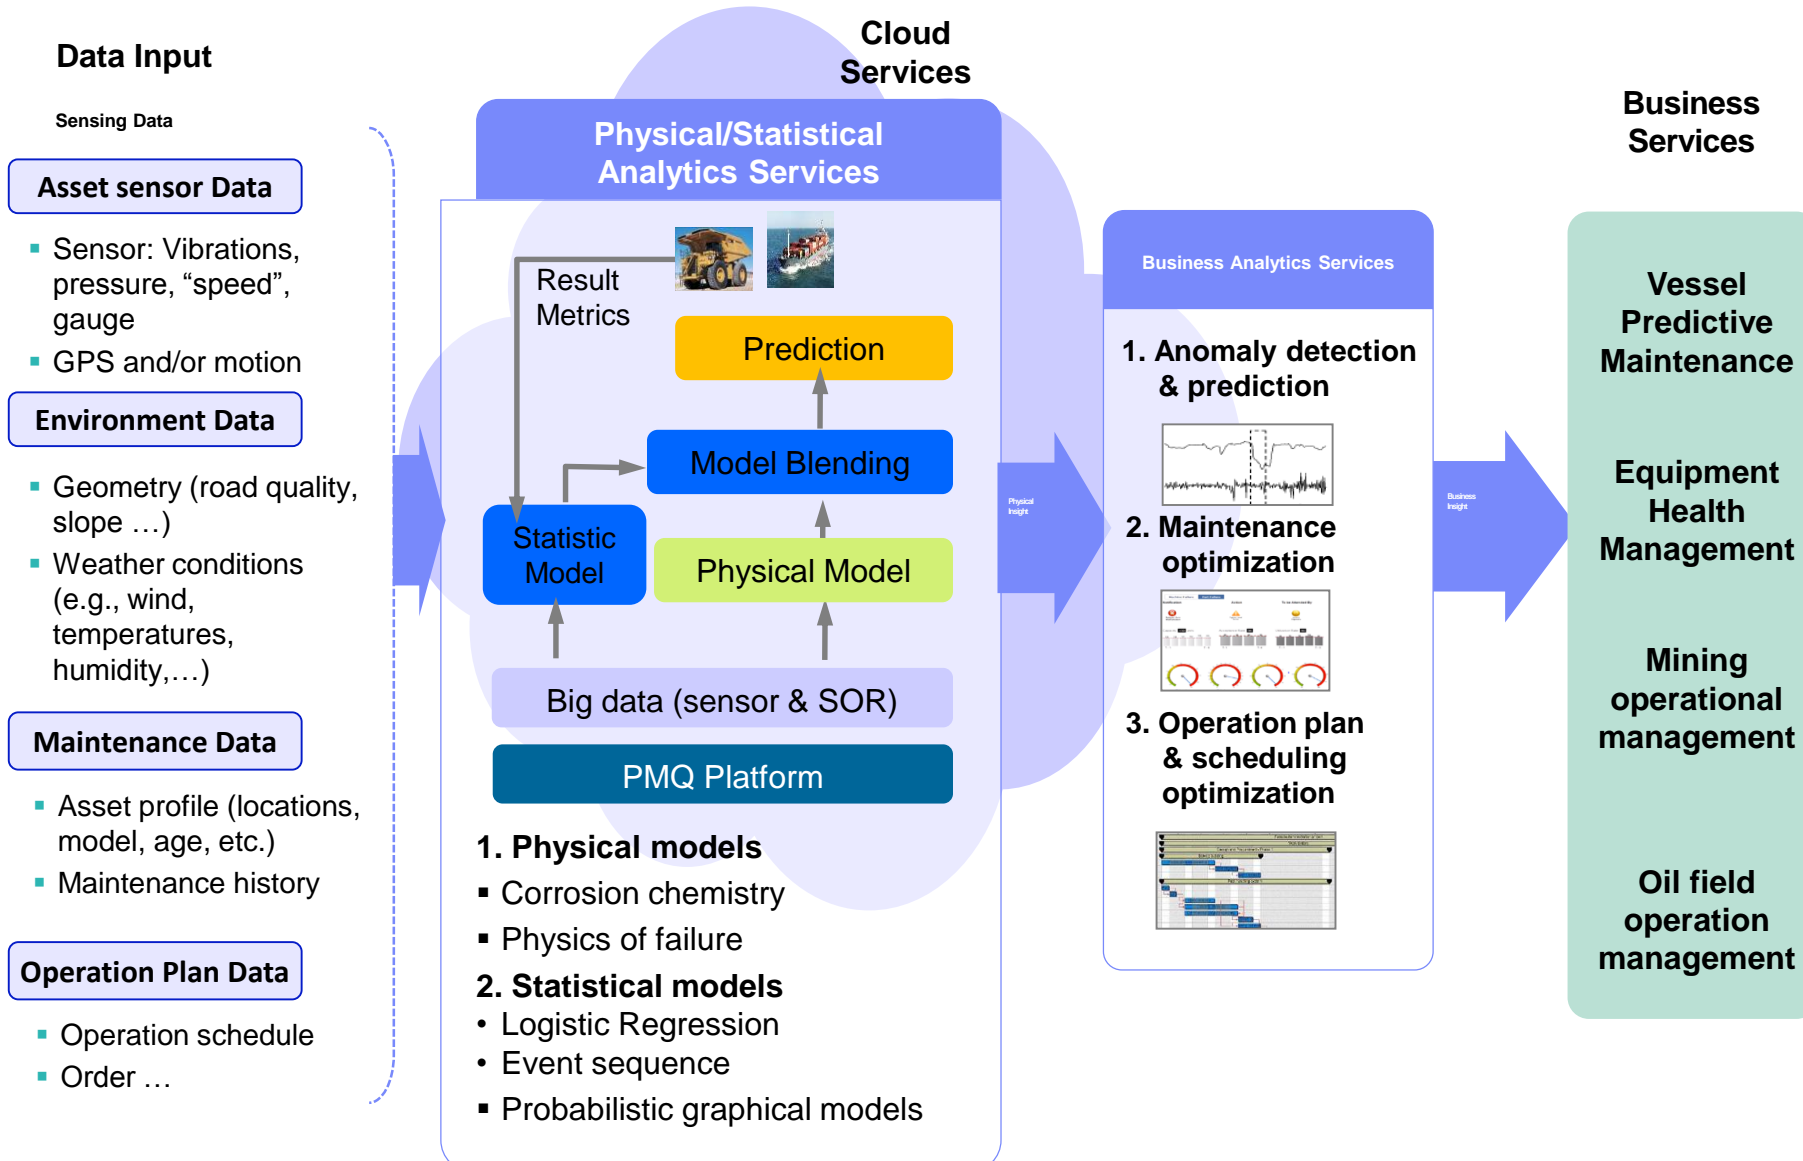 Data Input
Sensing Data
Asset sensor Data
▪ Sensor: Vibrations,
pressure, “speed”,
gauge
▪ GPS and/or motion
Environment Data
▪ Geometry (road quality,
slope …)
▪ Weather conditions
(e.g., wind,
temperatures,
humidity,…)
Maintenance Data
▪ Asset profile (locations,
model, age, etc.)
▪ Maintenance history
Operation Plan Data
▪ Operation schedule
▪ Order …
Cloud
Services
Physical/Statistical
Analytics Services
Result
Metrics
Prediction
Model Blending
Statistic
Model
Physical Model
Big data (sensor & SOR)
PMQ Platform
1. Physical models
▪ Corrosion chemistry
▪ Physics of failure
2. Statistical models
• Logistic Regression
• Event sequence
▪ Probabilistic graphical models
Physical
Insight
Business Analytics Services
1. Anomaly detection
& prediction
2. Maintenance
optimization
3. Operation plan
& scheduling
optimization
Business
Insight
Business
Services
Vessel
Predictive
Maintenance
Equipment
Health
Management
Mining
operational
management
Oil field
operation
management